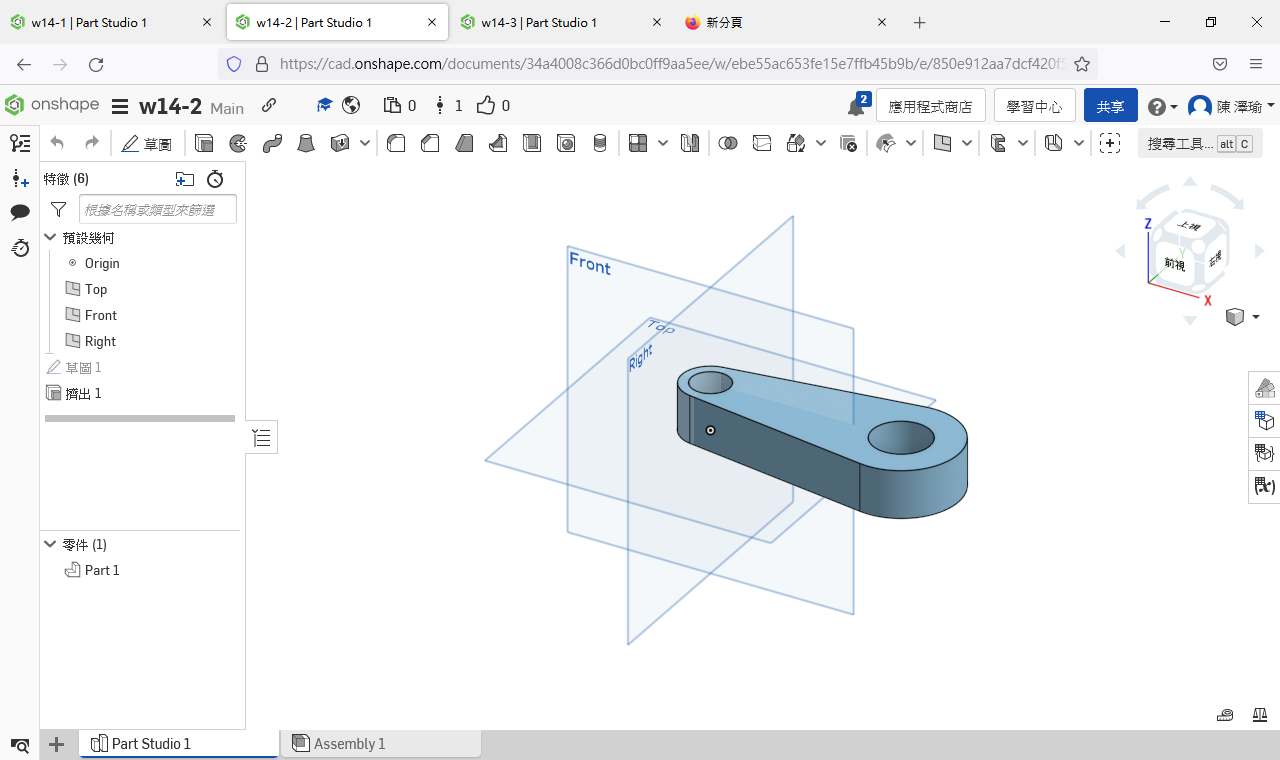 w14-1 | Part Studio 1
w14-2 | Part Studio 1
w14-3 | Part Studio 1
新分頁
https://cad.onshape.com/documents/34a4008c366d0bc0ff9aa5ee/w/ebe55ac653fe15e7ffb45b9b/e/850e912aa7dcf420f5
onshape
w14-2 Main
0
1
0
2
應用程式商店
學習中心
共享
陳 澤瑜
草圖
搜尋工具... alt C
特徵 (6)
根據名稱或類型來篩選
預設幾何
Origin
Top
Front
Right
草圖 1
擠出 1
零件 (1)
Part 1
Front
Top
Right
Z
上視
Y
前視
右視
X
(x)
Part Studio 1
Assembly 1